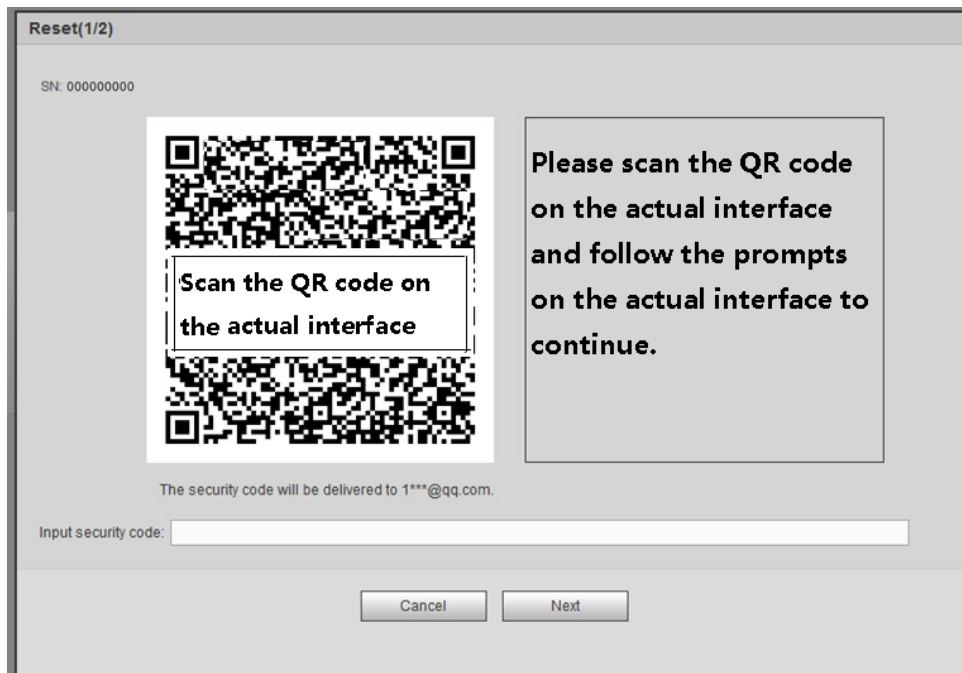 Reset(1/2)
SN: 000000000
Scan the QR code on
the actual interface
Please scan the QR code
on the actual interface
and follow the prompts
on the actual interface to
continue.
The security code will be delivered to 1***@qq.com.
Input security code:
Cancel
Next